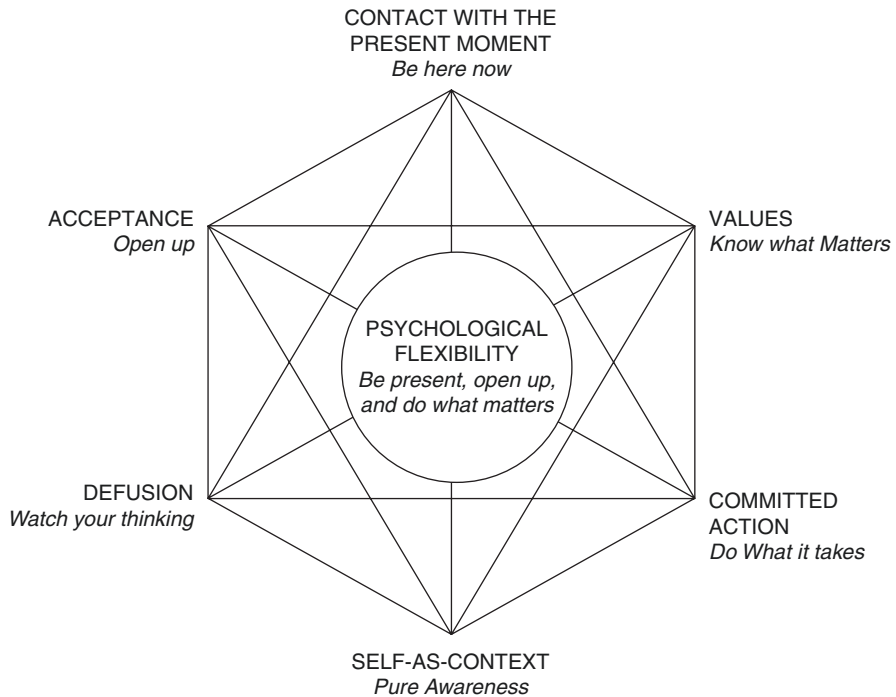 CONTACT WITH THE
PRESENT MOMENT
Be here now
ACCEPTANCE
Open up
VALUES
Know what Matters
PSYCHOLOGICAL
FLEXIBILITY
Be present, open up,
and do what matters
DEFUSION
Watch your thinking
COMMITTED
ACTION
Do What it takes
SELF-AS-CONTEXT
Pure Awareness